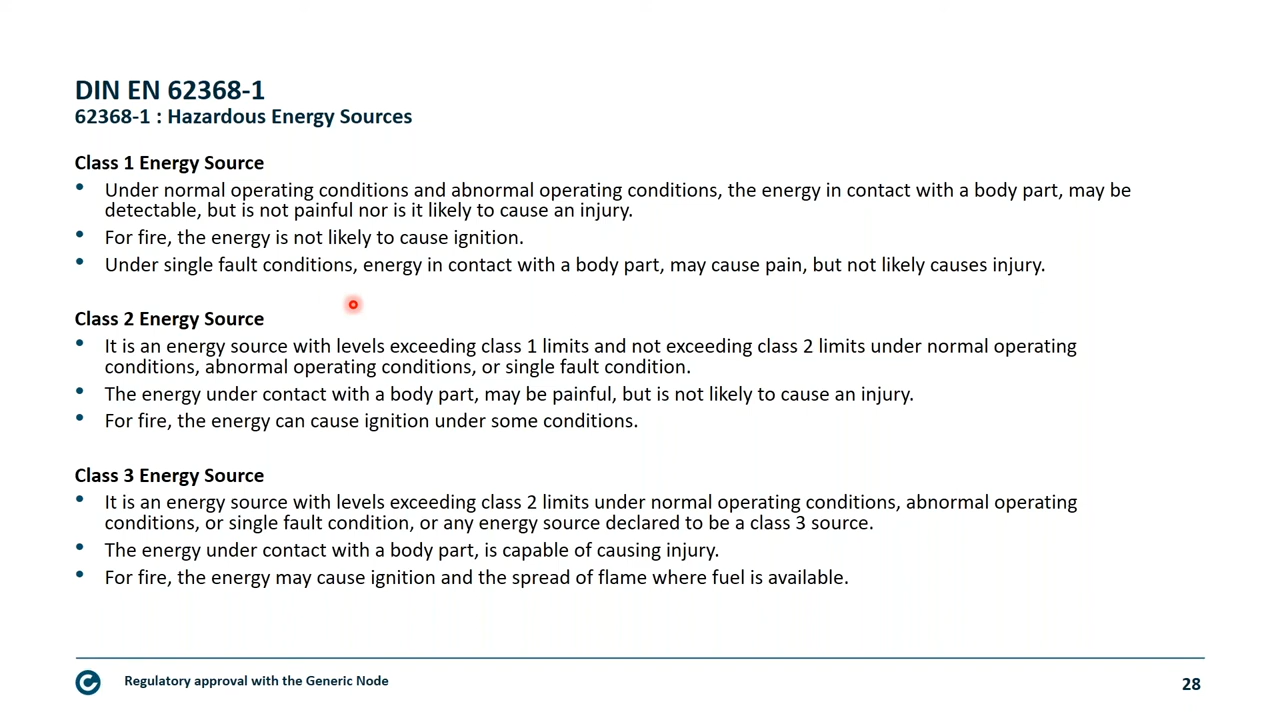 DIN EN 62368-1
62368-1 : Hazardous Energy Sources
Class 1 Energy Source
• Under normal operating conditions and abnormal operating conditions, the energy in contact with a body part, may be
detectable, but is not painful nor is it likely to cause an injury.
• For fire, the energy is not likely to cause ignition.
• Under single fault conditions, energy in contact with a body part, may cause pain, but not likely causes injury.
Class 2 Energy Source
• It is an energy source with levels exceeding class 1 limits and not exceeding class 2 limits under normal operating
conditions, abnormal operating conditions, or single fault condition.
• The energy under contact with a body part, may be painful, but is not likely to cause an injury.
• For fire, the energy can cause ignition under some conditions.
Class 3 Energy Source
• It is an energy source with levels exceeding class 2 limits under normal operating conditions, abnormal operating
conditions, or single fault condition, or any energy source declared to be a class 3 source.
• The energy under contact with a body part, is capable of causing injury.
• For fire, the energy may cause ignition and the spread of flame where fuel is available.
Regulatory approval with the Generic Node
28